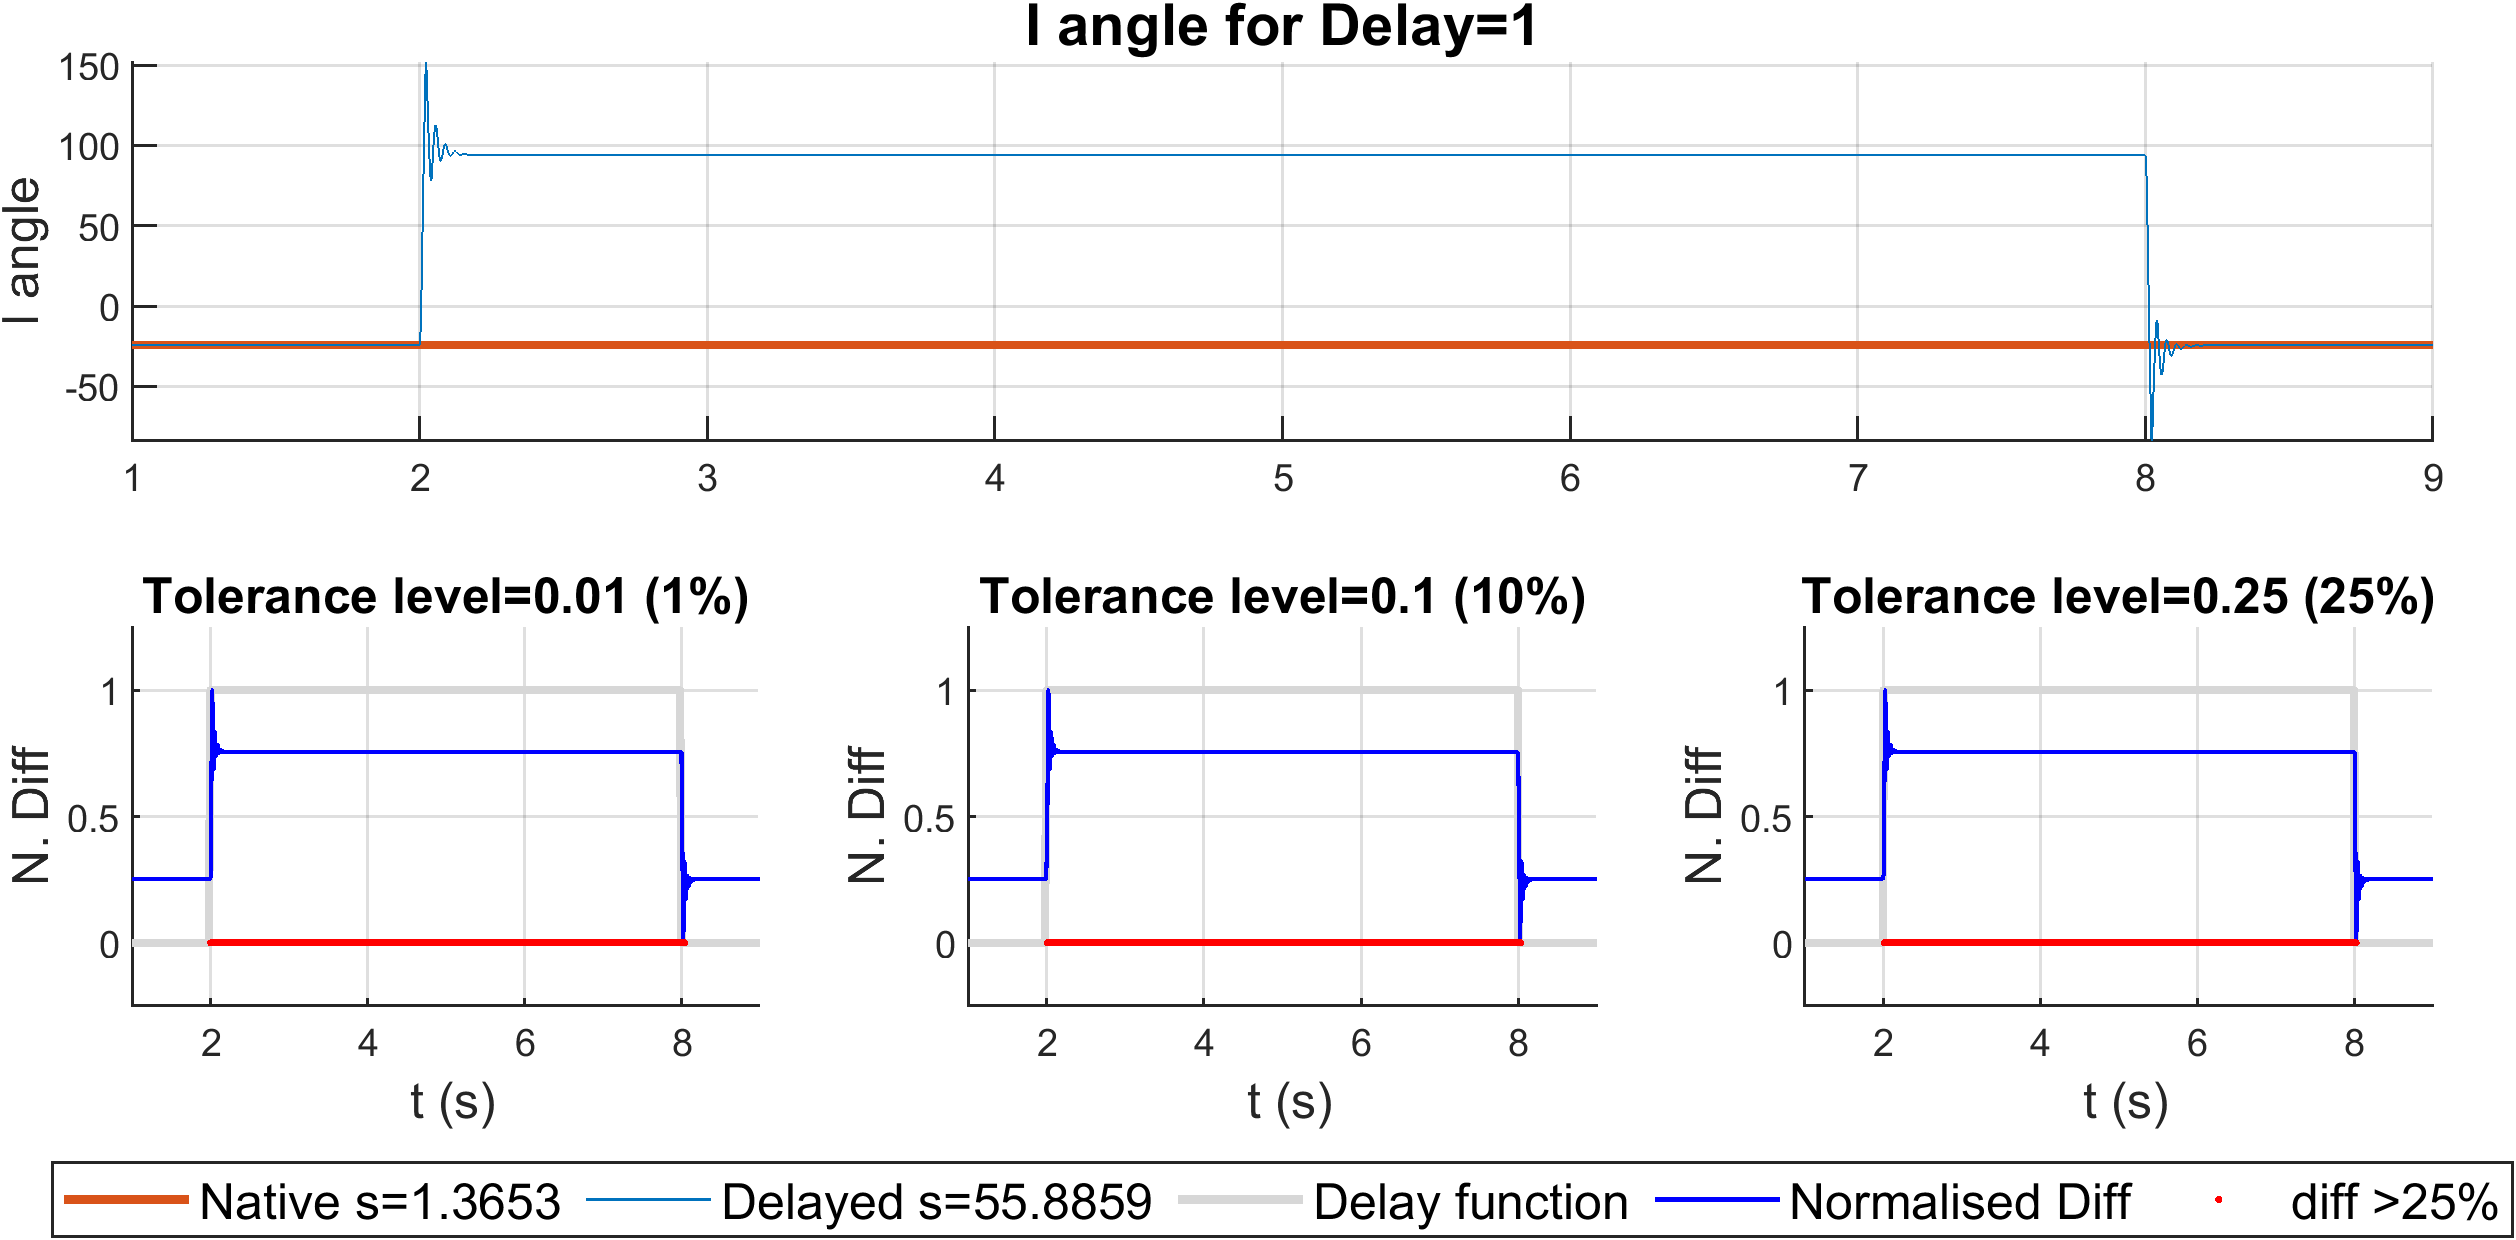 I angle for Delay=1
150
100
50
0
-50
I angle
1 2 3 4 5 6 7 8 9
Tolerance level=0.01 (1%)
1
0.5
0
N. Diff
2 4 6 8
t (s)
Tolerance level=0.1 (10%)
1
0.5
0
N. Diff
2 4 6 8
t (s)
Tolerance level=0.25 (25%)
1
0.5
0
N. Diff
2 4 6 8
t (s)
Native s=1.3653 Delayed s=55.8859 Delay function Normalised Diff diff >25%